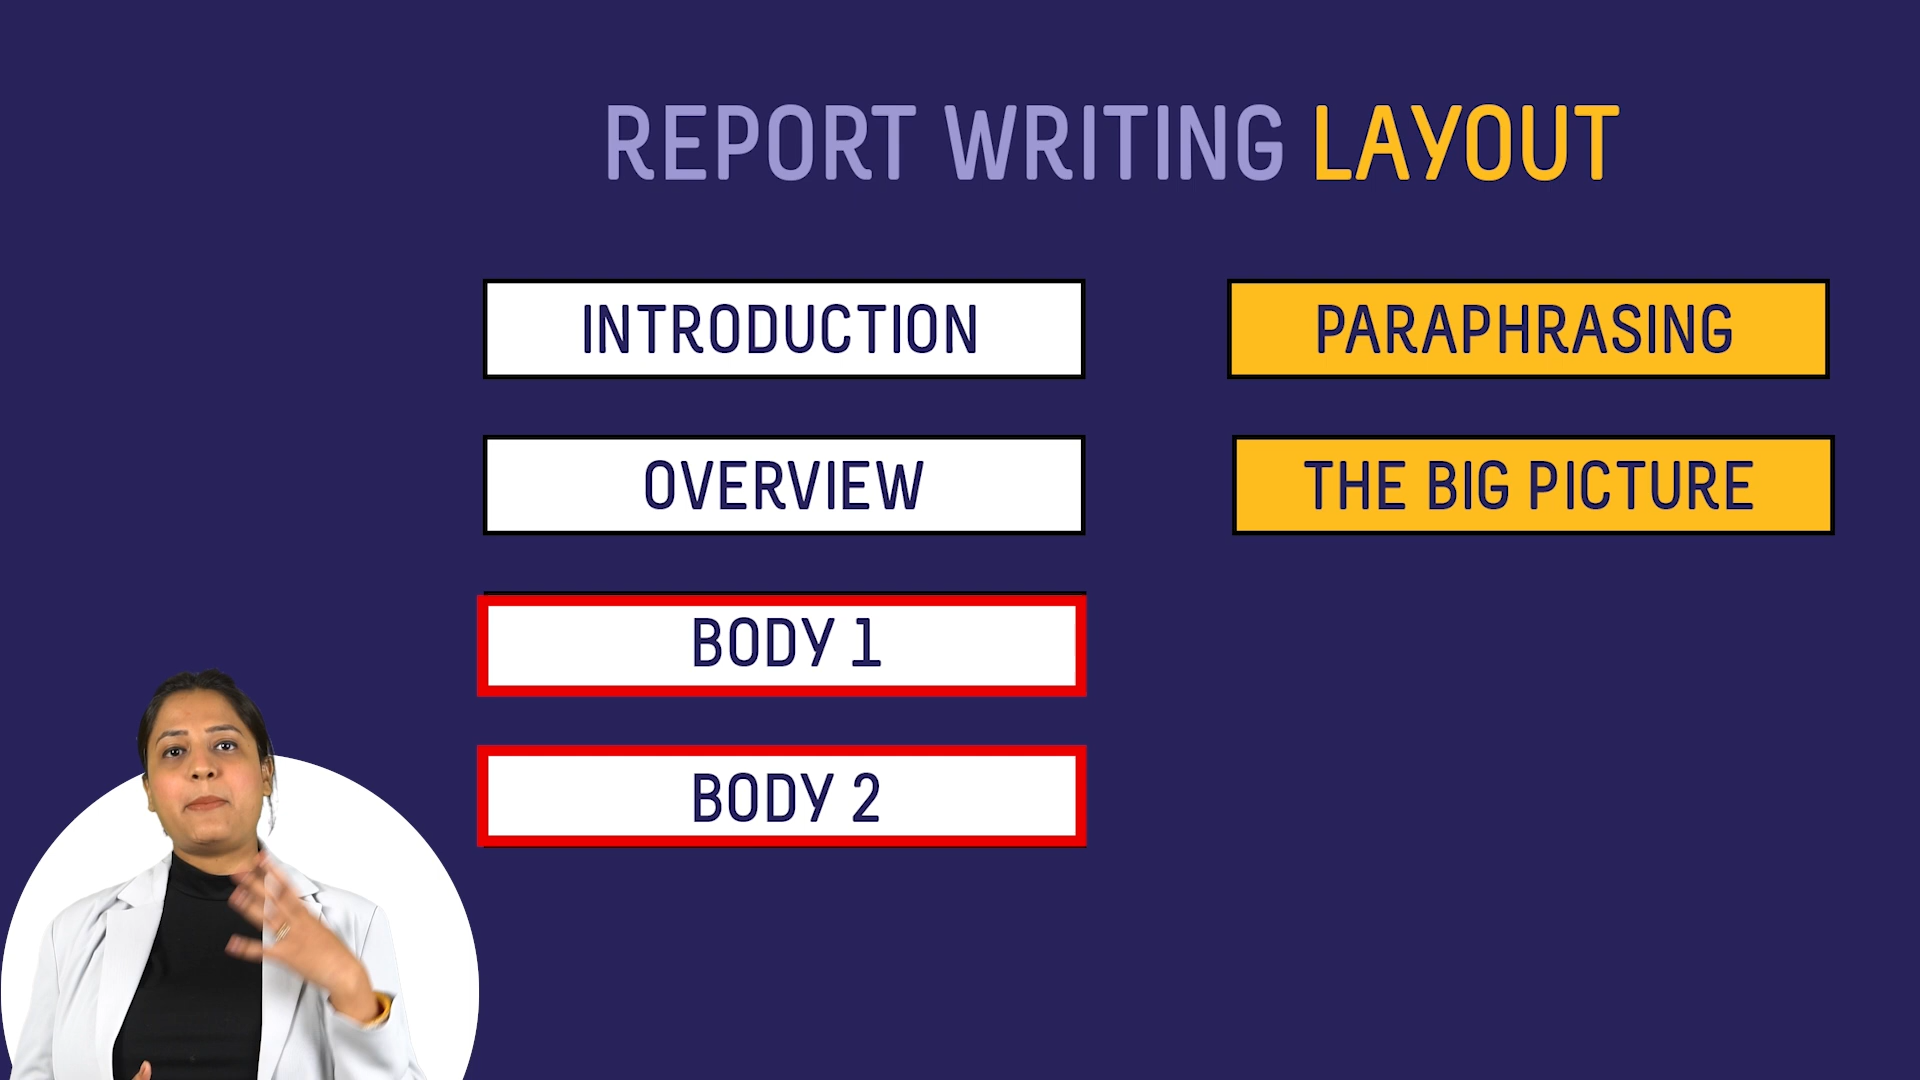 REPORT WRITING LAYOUT
INTRODUCTION
PARAPHRASING
OVERVIEW
THE BIG PICTURE
BODY 1
BODY 2